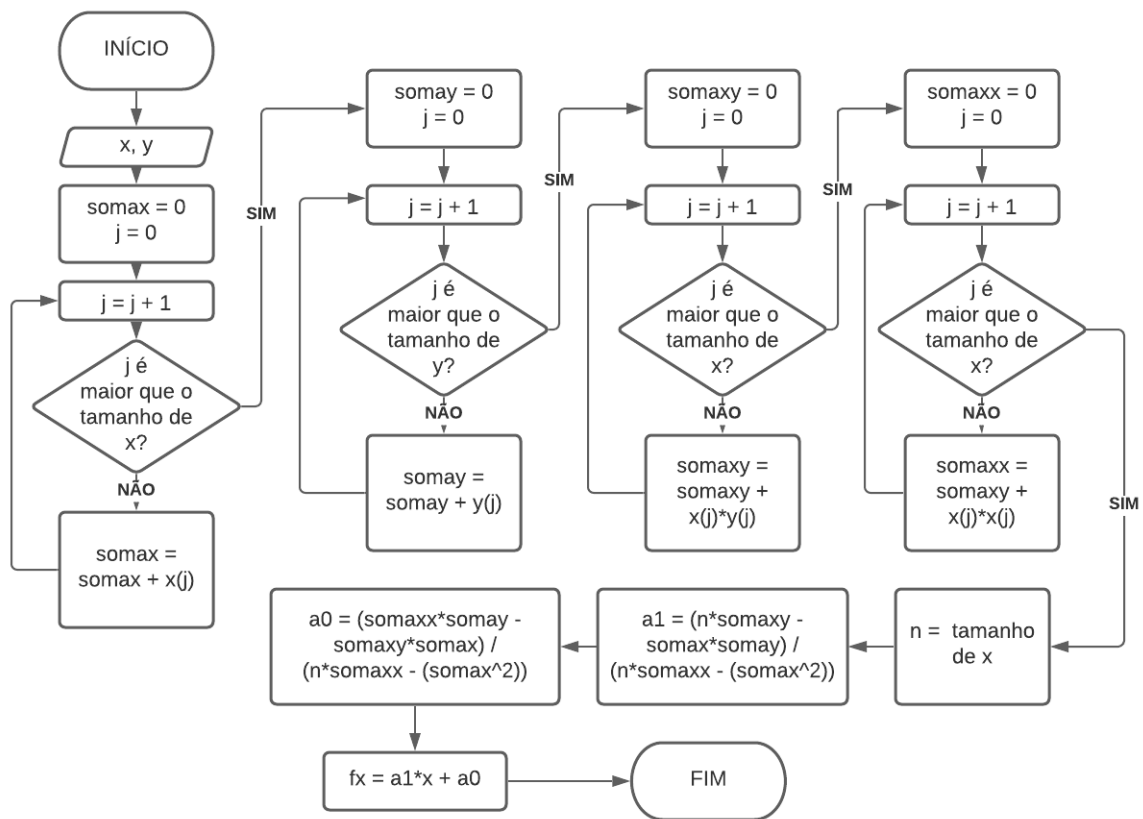 INÍCIO
x, y
somax = 0
j = 0
j = j + 1
j é
maior que o
tamanho de
x?
NÃO
somax =
somax + x(j)
SIM
somay = 0
j = 0
j = j + 1
j é
maior que o
tamanho de
y?
NÃO
somay =
somay + y(j)
SIM
somaxy = 0
j = 0
j = j + 1
j é
maior que o
tamanho de
x?
NÃO
somaxy =
somaxy +
x(j)*y(j)
SIM
somaxx = 0
j = 0
j = j + 1
j é
maior que o
tamanho de
x?
NÃO
somaxx =
somaxy +
x(j)*x(j)
SIM
n = tamanho
de x
a1 = (n*somaxy -
somax*somay) /
(n*somaxx - (somax^2))
a0 = (somaxx*somay -
somaxy*somax) /
(n*somaxx - (somax^2))
fx = a1*x + a0
FIM